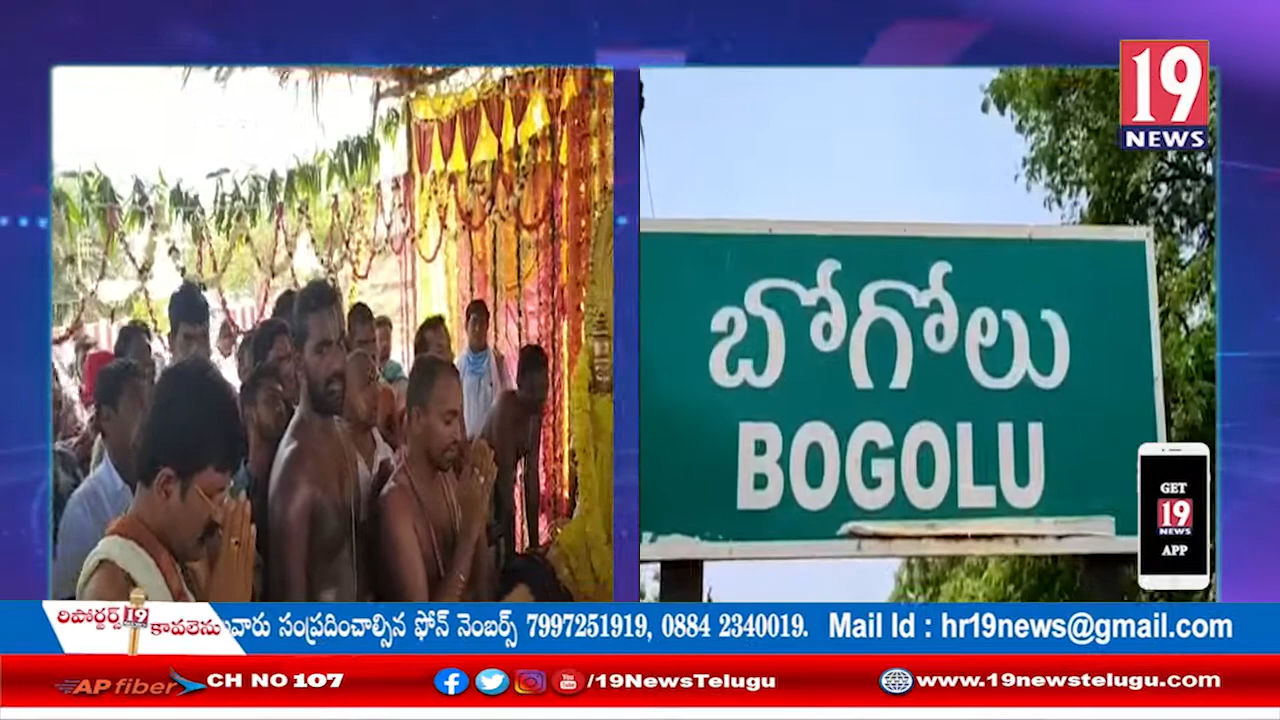 19
NEWS
బోగోలు
BOGOLU
GET
19
NEWS
APP
రిపోర్టర్స్ 19
కావలెను వారు సంప్రదించాల్సిన ఫోన్ నెంబర్స్ 7997251919, 0884 2340019. Mail Id : hr19news@gmail.com
AP fiber CH NO 107 /19NewsTelugu www.19newstelugu.com